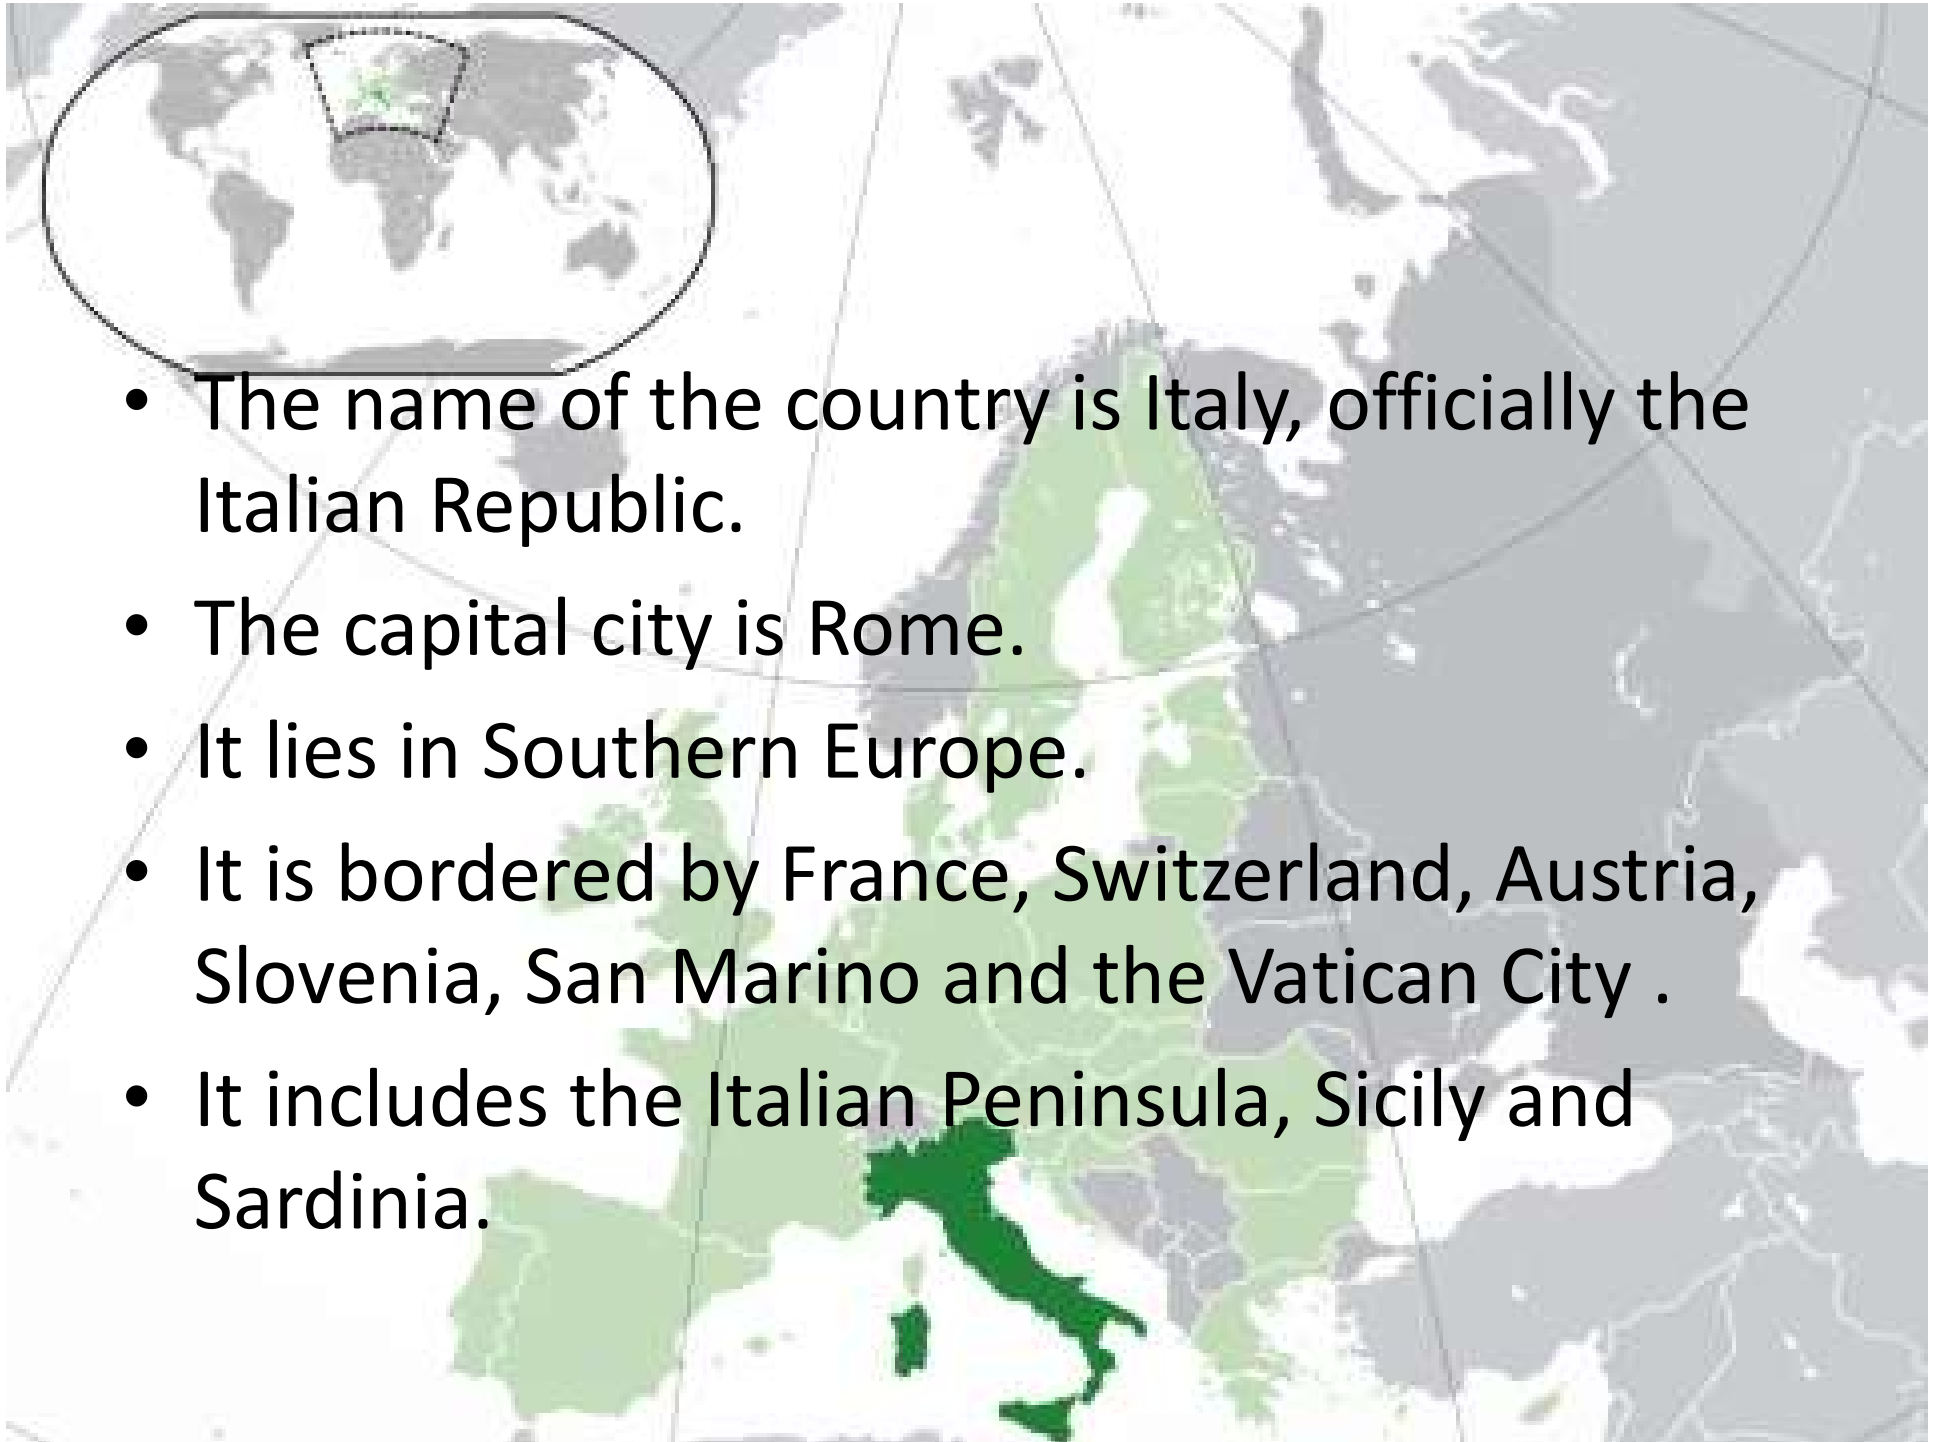 • The name of the country is Italy, officially the
Italian Republic.
• The capital city is Rome.
• It lies in Southern Europe.
• It is bordered by France, Switzerland, Austria,
Slovenia, San Marino and the Vatican City .
• It includes the Italian Peninsula, Sicily and
Sardinia.